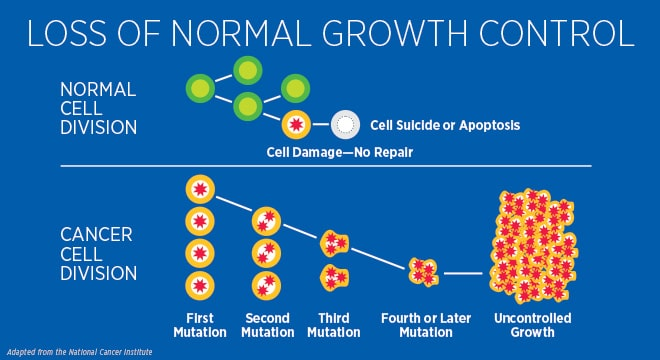 LOSS OF NORMAL GROWTH CONTROL
NORMAL
CELL
DIVISION
Cell Suicide or Apoptosis
Cell Damage—No Repair
CANCER
CELL
DIVISION
First
Mutation
Second
Mutation
Third
Mutation
Fourth or Later
Mutation
Uncontrolled
Growth
Adapted from the National Cancer Institute